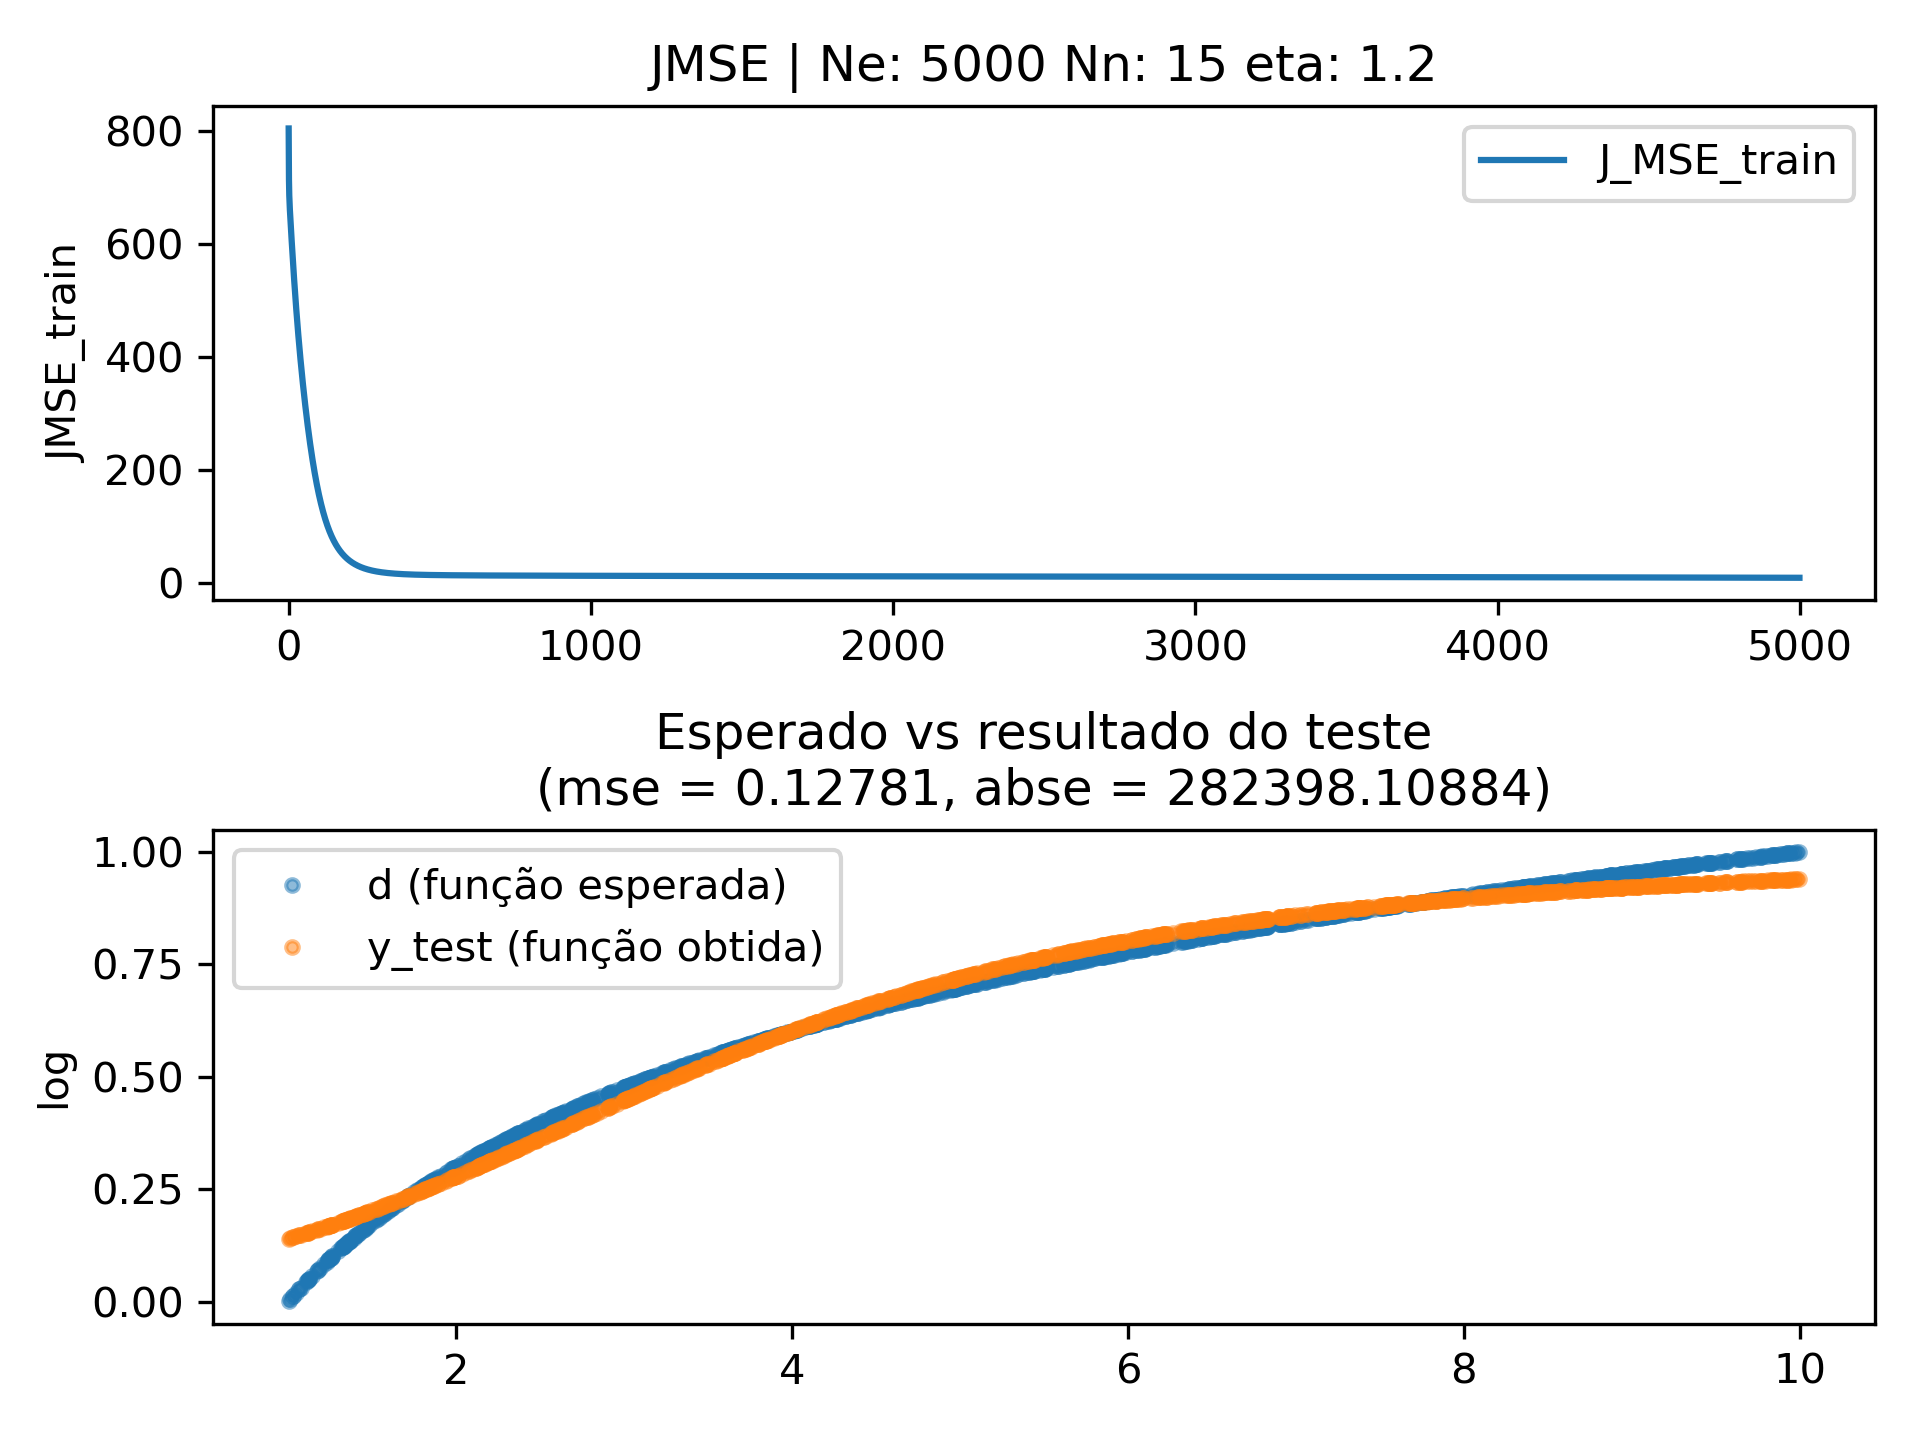 JMSE | Ne: 5000 Nn: 15 eta: 1.2
800
600
400
200
0
JMSE_train
J_MSE_train
0 1000 2000 3000 4000 5000
Esperado vs resultado do teste
(mse = 0.12781, abse = 282398.10884)
1.00
0.75
0.50
0.25
0.00
log
d (função esperada)
y_test (função obtida)
2 4 6 8 10